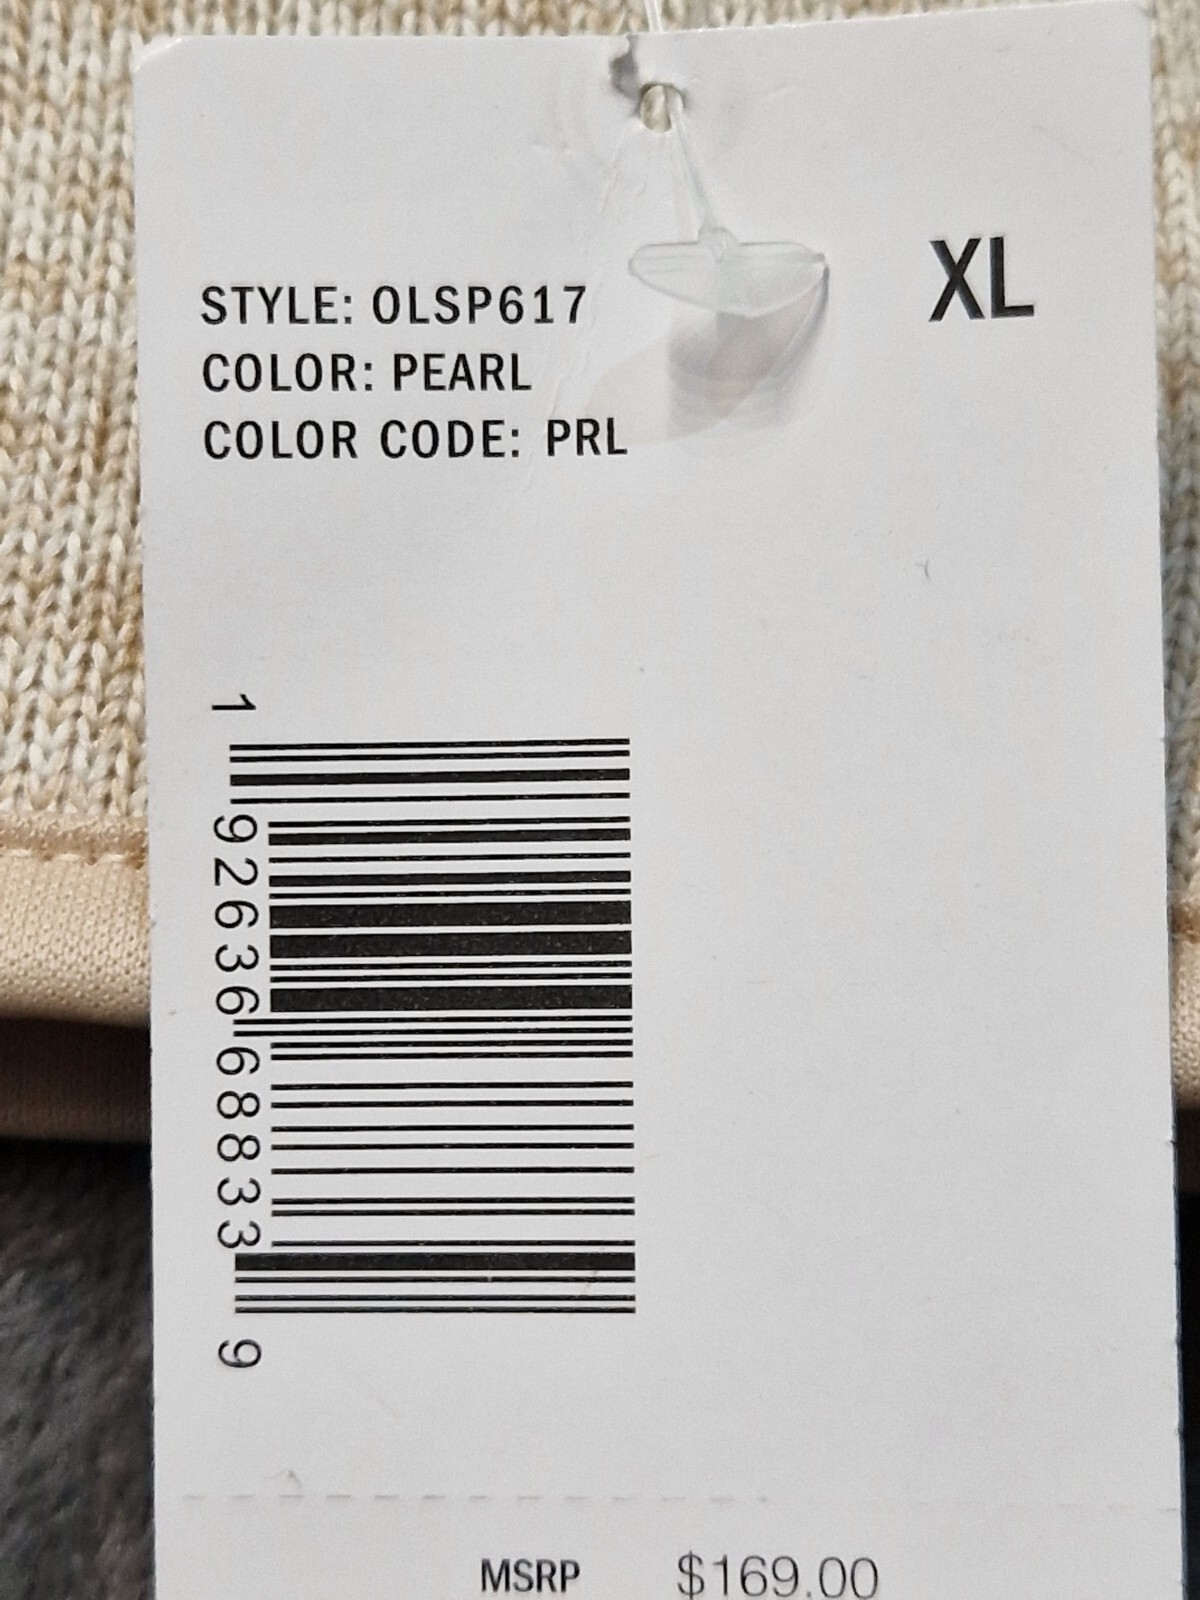 XL
STYLE: OLSP617
COLOR: PEARL
COLOR CODE: PRL
1 92636 68833 9
MSRP $169.00